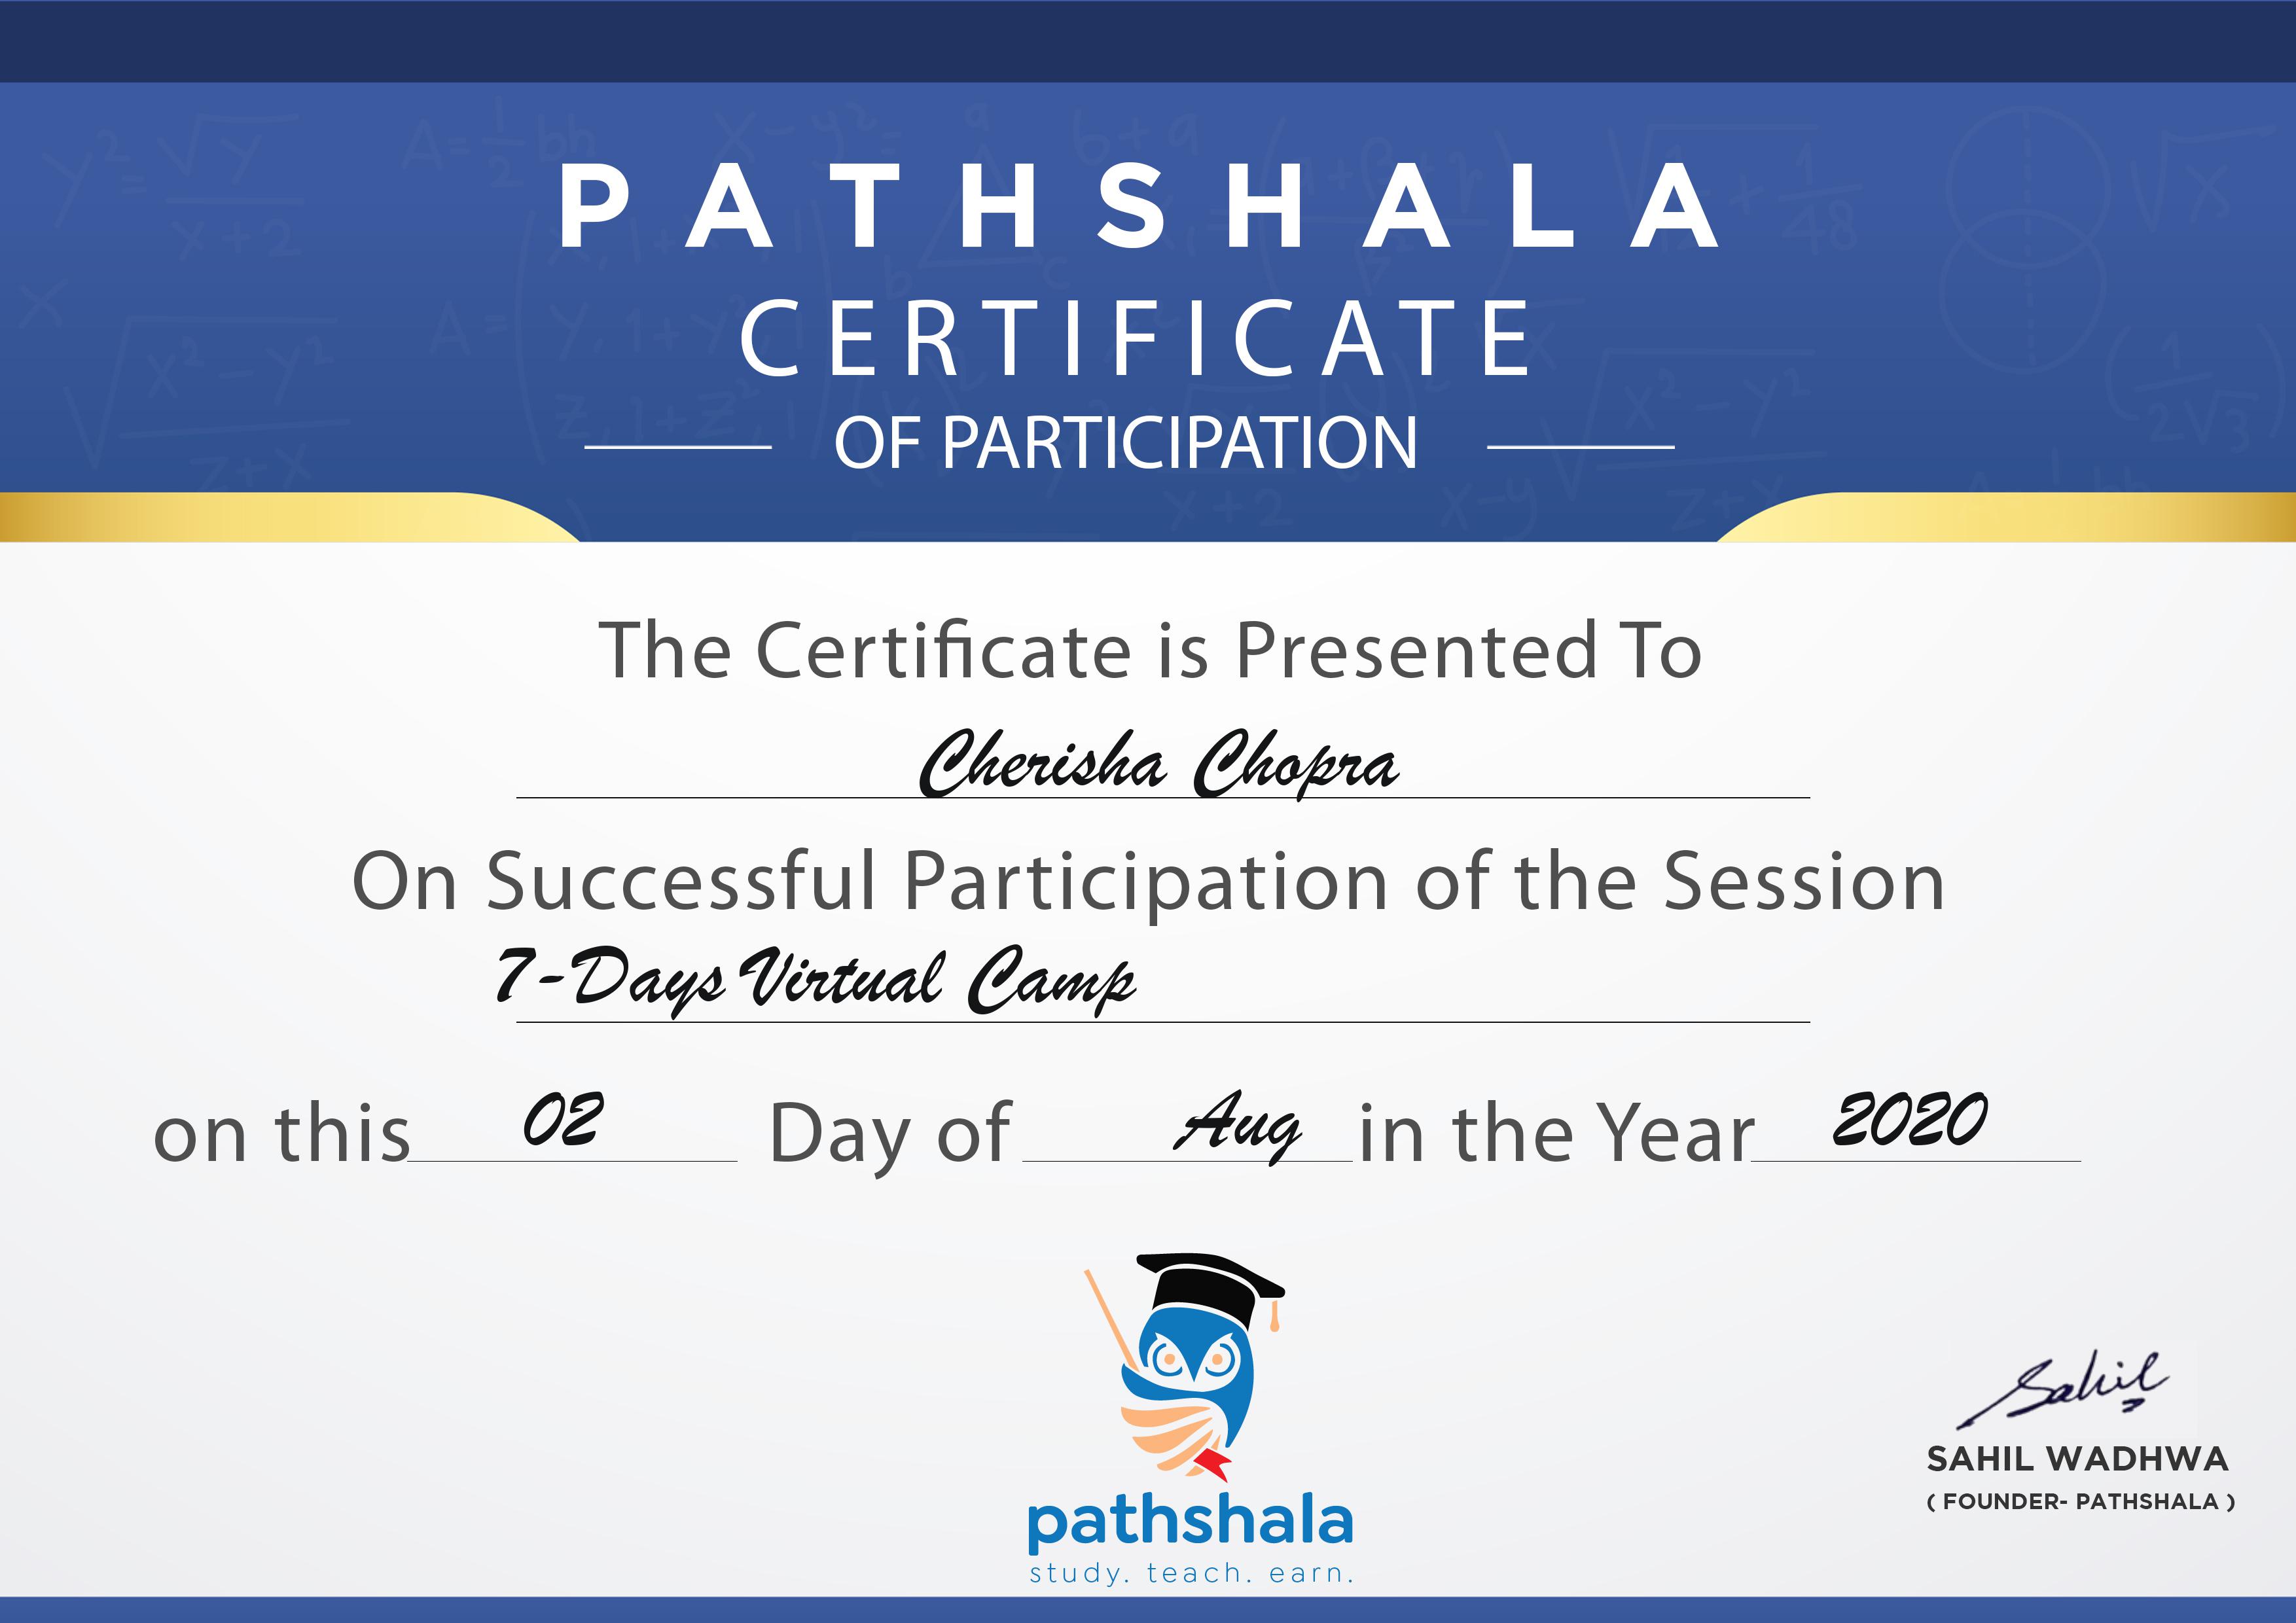 PATHSHALA
CERTIFICATE
OF PARTICIPATION
The Certificate is Presented To
Cherisha Chopra
On Successful Participation of the Session
7-Days Virtual Camp
on this 02 Day of Aug in the Year 2020
Sahil
SAHIL WADHWA
( FOUNDER- PATHSHALA )
pathshala
study. teach. earn.